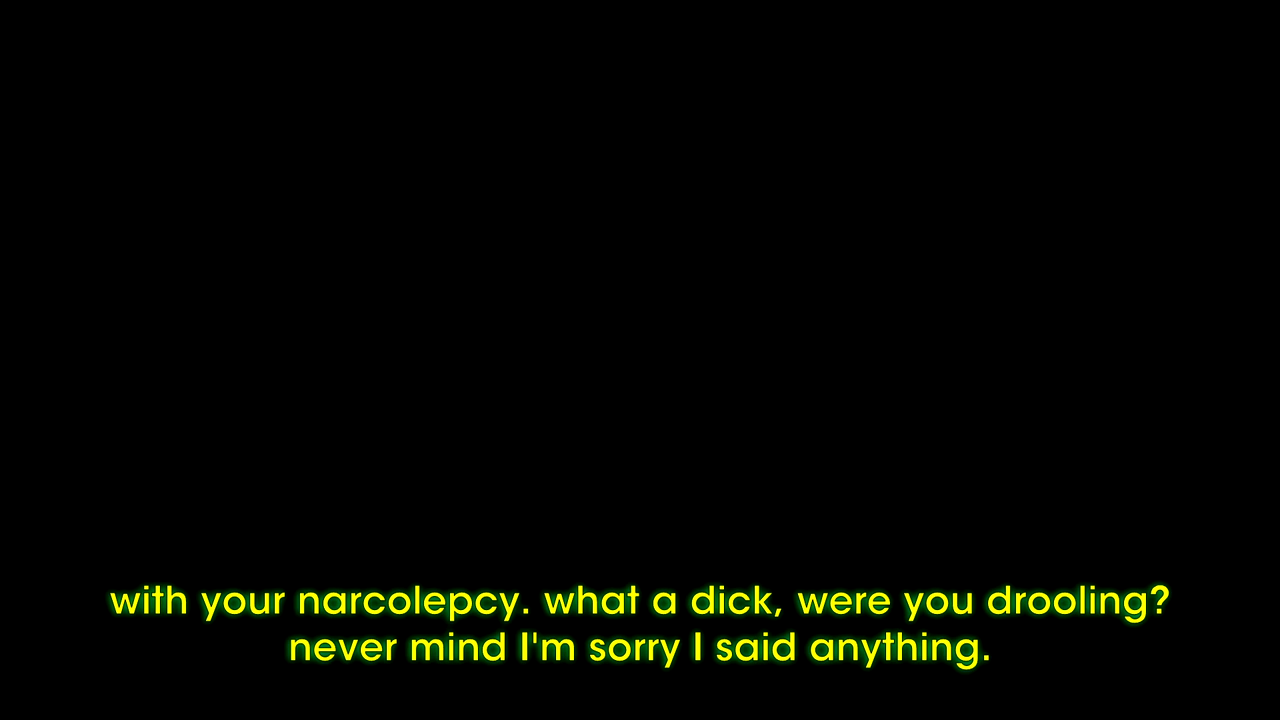 with your narcolepcy. what a dick, were you drooling?
never mind I'm sorry I said anything.